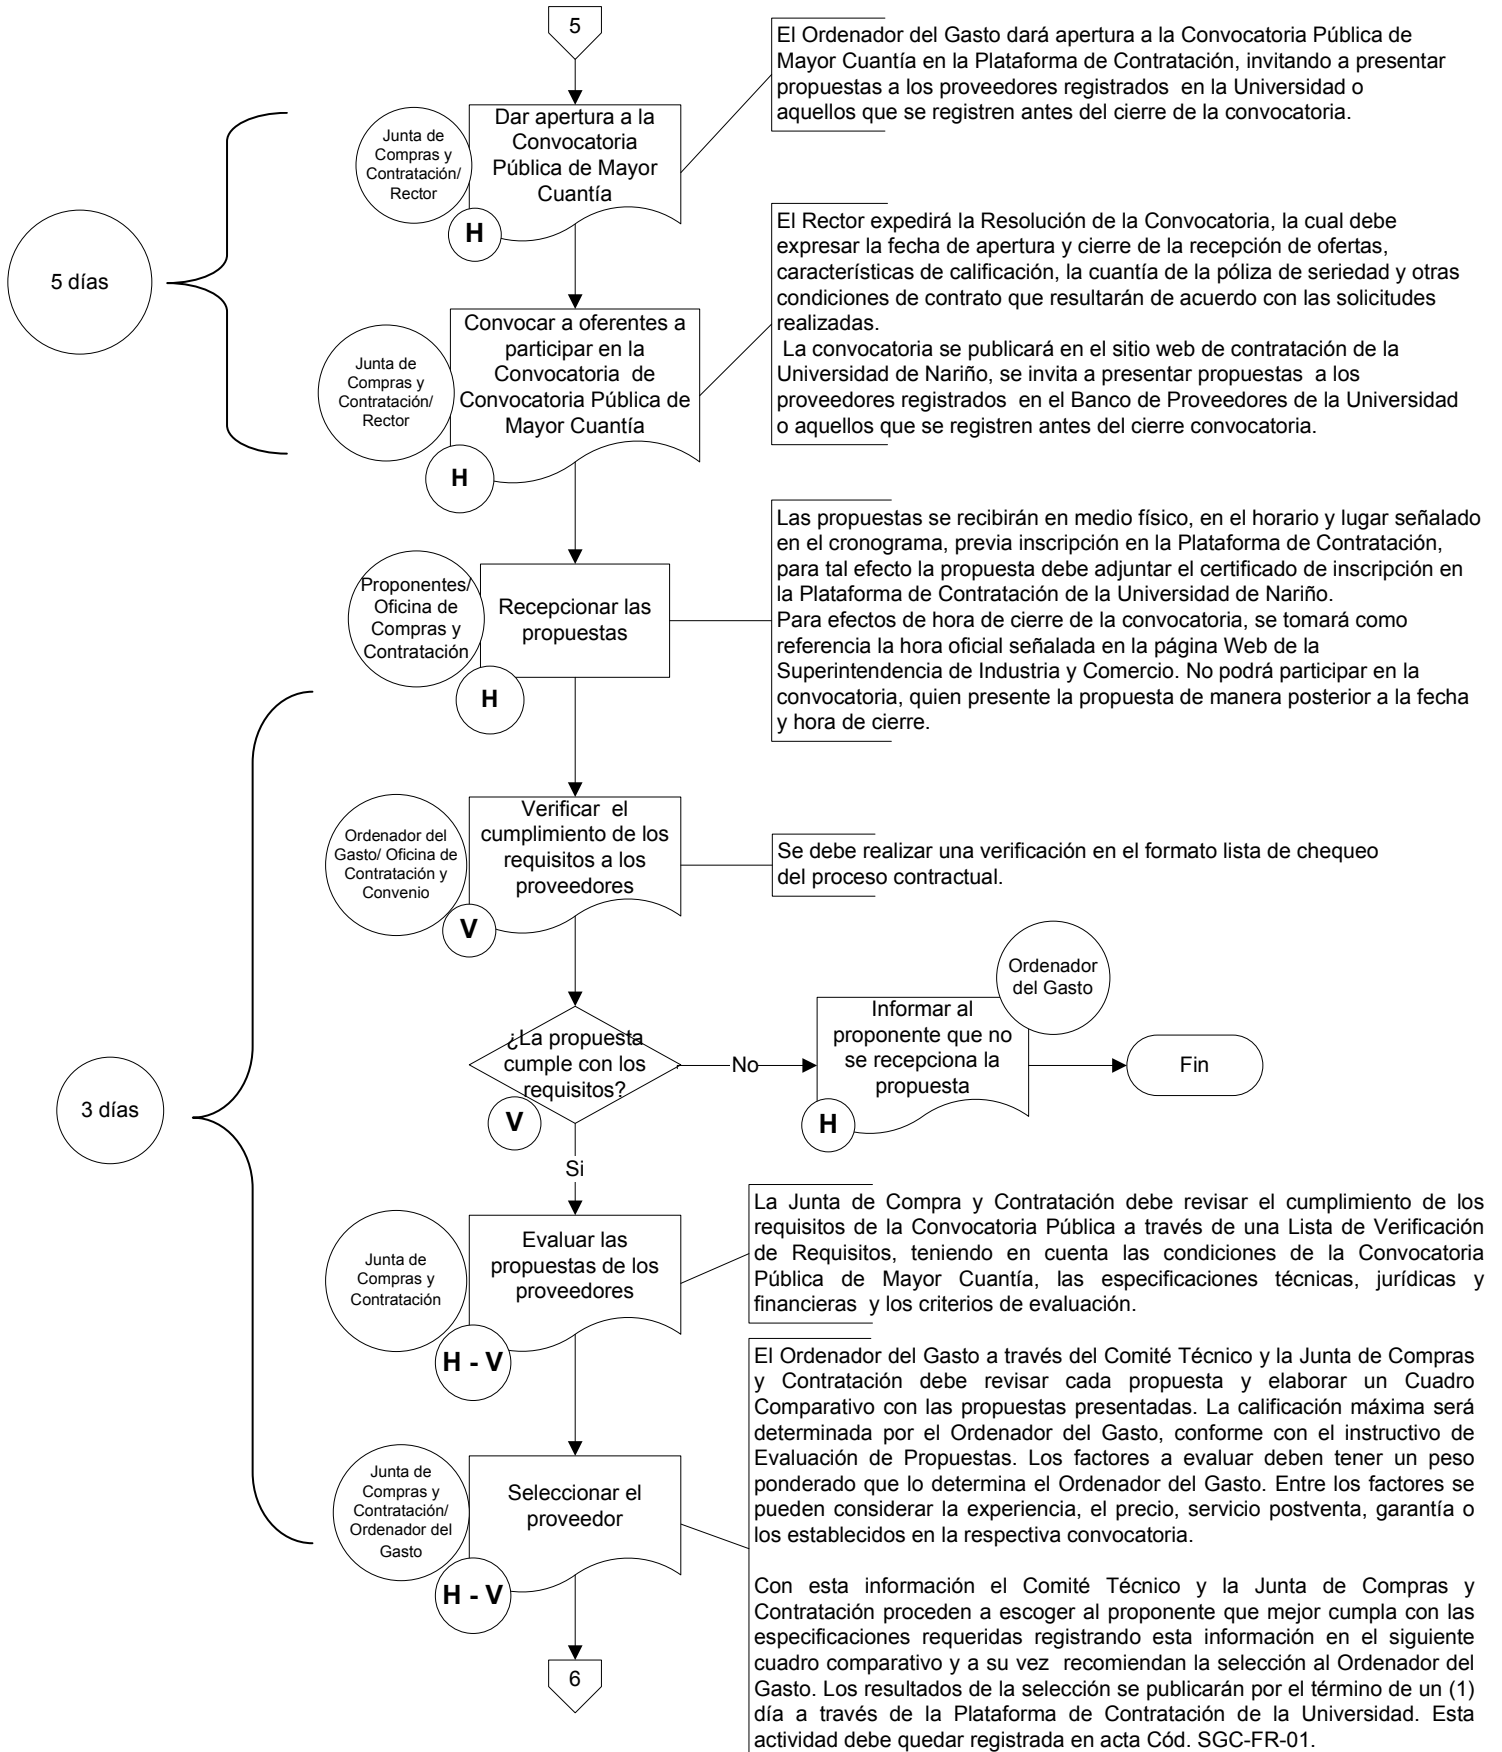 5
El Ordenador del Gasto dará apertura a la Convocatoria Pública de
Mayor Cuantía en la Plataforma de Contratación, invitando a presentar
propuestas a los proveedores registrados en la Universidad o
aquellos que se registren antes del cierre de la convocatoria.
Junta de
Compras y
Contratación/
Rector
Dar apertura a la
Convocatoria
Pública de Mayor
Cuantía
H
5 días
El Rector expedirá la Resolución de la Convocatoria, la cual debe
expresar la fecha de apertura y cierre de la recepción de ofertas,
características de calificación, la cuantía de la póliza de seriedad y otras
condiciones de contrato que resultarán de acuerdo con las solicitudes
realizadas.
La convocatoria se publicará en el sitio web de contratación de la
Universidad de Nariño, se invita a presentar propuestas a los
proveedores registrados en el Banco de Proveedores de la Universidad
o aquellos que se registren antes del cierre convocatoria.
Junta de
Compras y
Contratación/
Rector
Convocar a oferentes a
participar en la
Convocatoria de
Convocatoria Pública de
Mayor Cuantía
H
Las propuestas se recibirán en medio físico, en el horario y lugar señalado
en el cronograma, previa inscripción en la Plataforma de Contratación,
para tal efecto la propuesta debe adjuntar el certificado de inscripción en
la Plataforma de Contratación de la Universidad de Nariño.
Para efectos de hora de cierre de la convocatoria, se tomará como
referencia la hora oficial señalada en la página Web de la
Superintendencia de Industria y Comercio. No podrá participar en la
convocatoria, quien presente la propuesta de manera posterior a la fecha
y hora de cierre.
Proponentes/
Oficina de
Compras y
Contratación
Recepcionar las
propuestas
H
Ordenador del
Gasto/ Oficina de
Contratación y
Convenio
Verificar el
cumplimiento de los
requisitos a los
proveedores
V
Se debe realizar una verificación en el formato lista de chequeo
del proceso contractual.
Ordenador
del Gasto
¿La propuesta
cumple con los
requisitos?
V
No
Informar al
proponente que no
se recepciona la
propuesta
H
Fin
3 días
Si
Junta de
Compras y
Contratación
Evaluar las
propuestas de los
proveedores
H - V
La Junta de Compra y Contratación debe revisar el cumplimiento de los
requisitos de la Convocatoria Pública a través de una Lista de Verificación
de Requisitos, teniendo en cuenta las condiciones de la Convocatoria
Pública de Mayor Cuantía, las especificaciones técnicas, jurídicas y
financieras y los criterios de evaluación.
Junta de
Compras y
Contratación/
Ordenador del
Gasto
Seleccionar el
proveedor
H - V
El Ordenador del Gasto a través del Comité Técnico y la Junta de Compras
y Contratación debe revisar cada propuesta y elaborar un Cuadro
Comparativo con las propuestas presentadas. La calificación máxima será
determinada por el Ordenador del Gasto, conforme con el instructivo de
Evaluación de Propuestas. Los factores a evaluar deben tener un peso
ponderado que lo determina el Ordenador del Gasto. Entre los factores se
pueden considerar la experiencia, el precio, servicio postventa, garantía o
los establecidos en la respectiva convocatoria.
Con esta información el Comité Técnico y la Junta de Compras y
Contratación proceden a escoger al proponente que mejor cumpla con las
especificaciones requeridas registrando esta información en el siguiente
cuadro comparativo y a su vez recomiendan la selección al Ordenador del
Gasto. Los resultados de la selección se publicarán por el término de un (1)
día a través de la Plataforma de Contratación de la Universidad. Esta
actividad debe quedar registrada en acta Cód. SGC-FR-01.
6